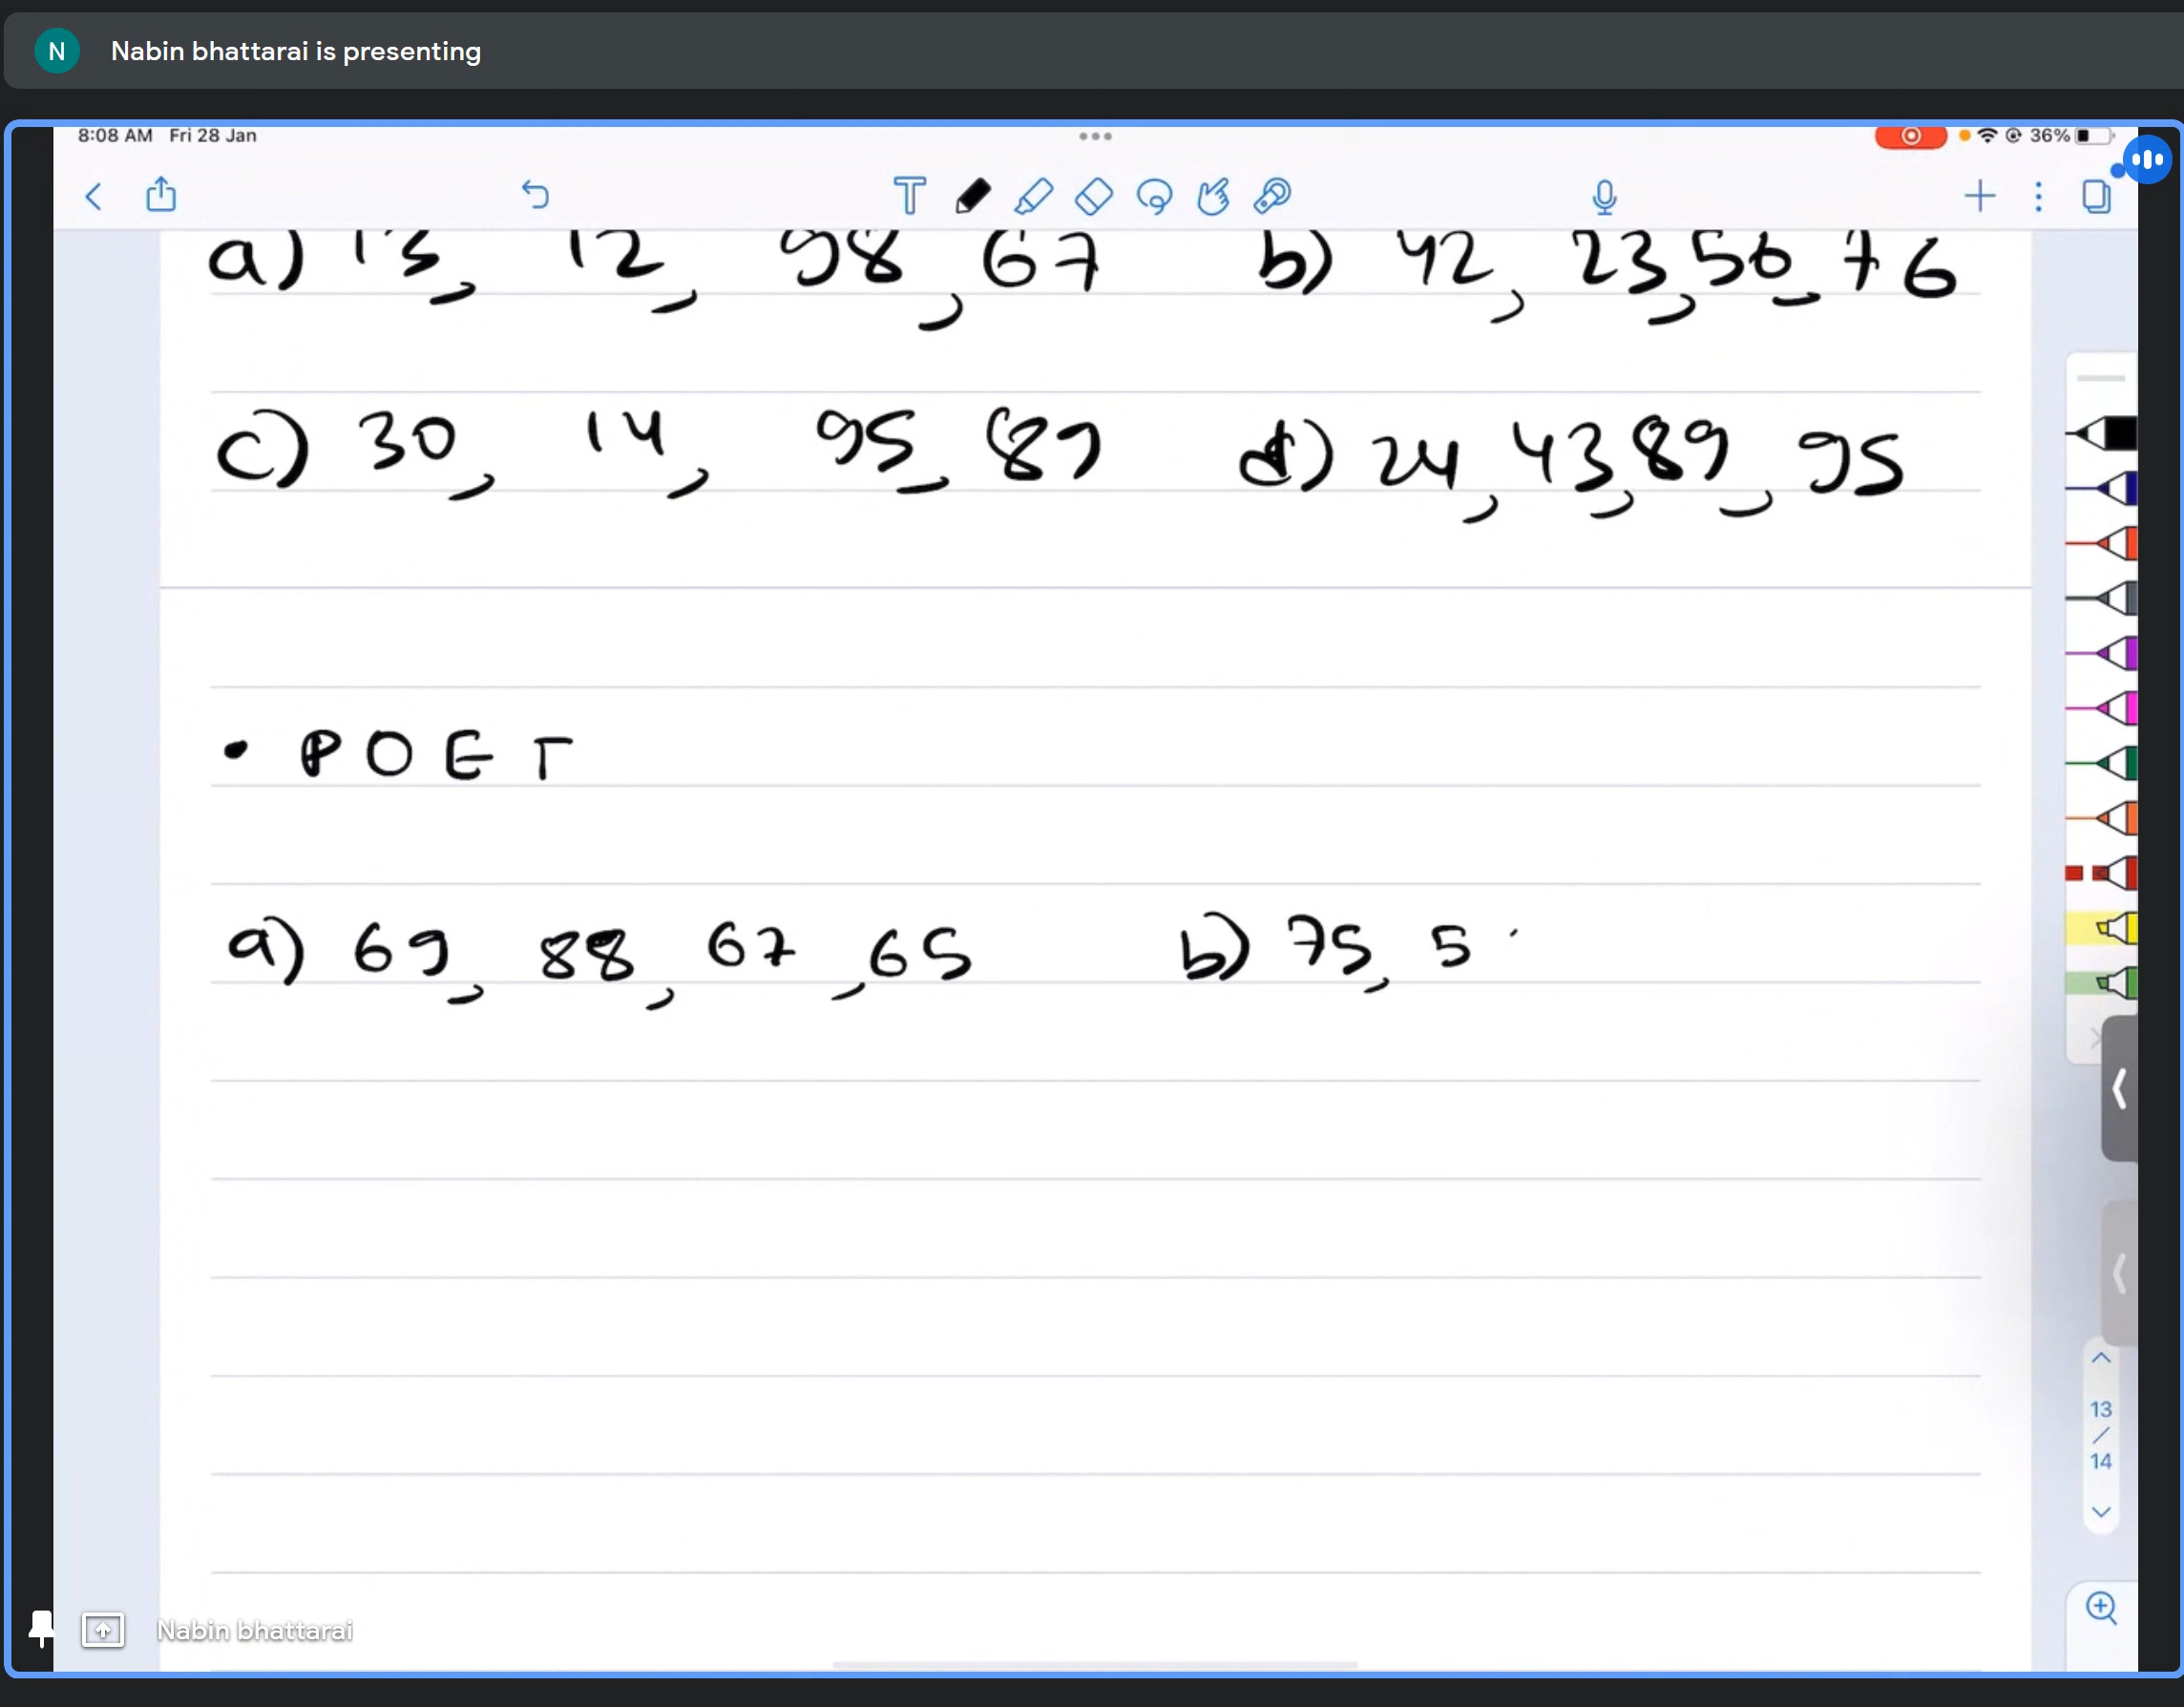 N Nabin bhattarai is presenting
8:08 AM Fri 28 Jan
36%
T
a) 13, 12, 98, 67 b) 42, 23, 56, 76
c) 30, 14, 95, 89 d) 24, 43, 89, 95
• POET
a) 69, 88, 67, 65 b) 75, 5
13
/
14
Nabin bhattarai